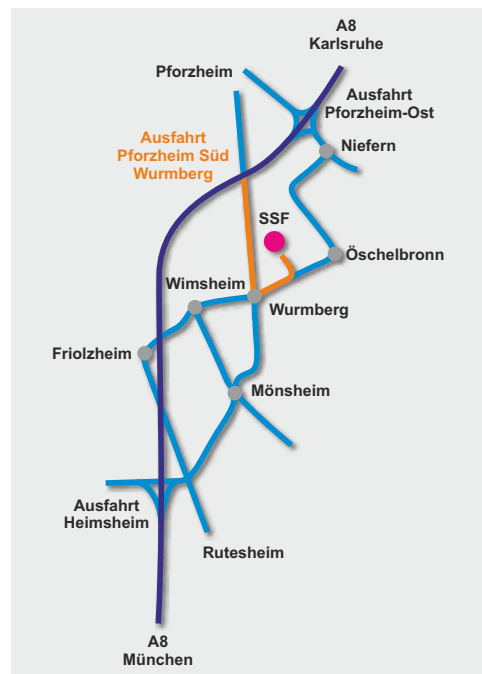 A8
Karlsruhe
Pforzheim
Ausfahrt
Pforzheim-Ost
Ausfahrt
Pforzheim Süd
Wurmberg
Niefern
SSF
Öschelbronn
Wimsheim
Wurmberg
Friolzheim
Mönsheim
Ausfahrt
Heimsheim
Rutesheim
A8
München